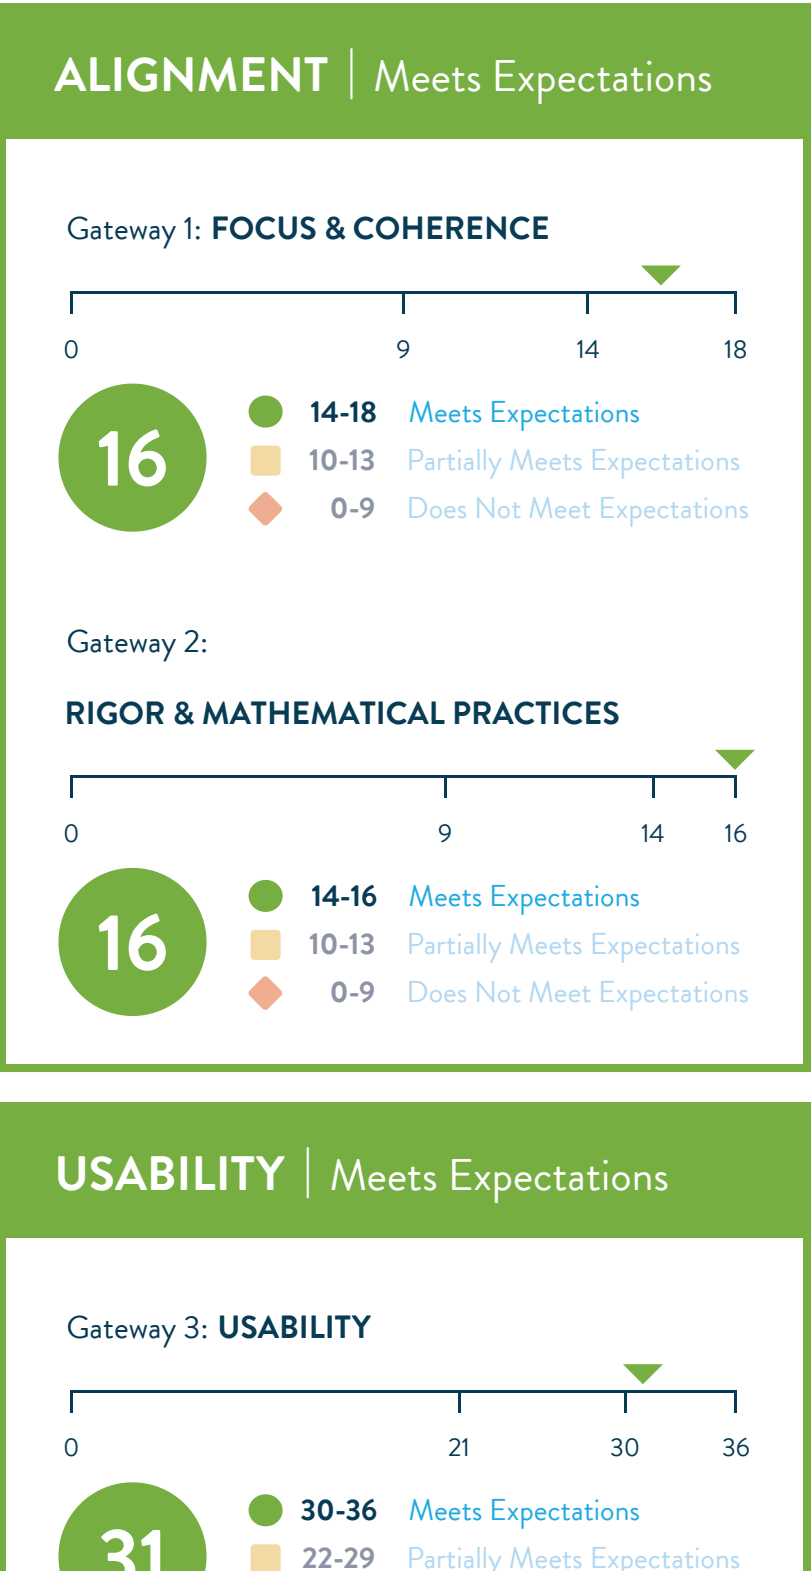 ALIGNMENT | Meets Expectations
Gateway 1: FOCUS & COHERENCE
0 9 14 18
16
14-18 Meets Expectations
10-13 Partially Meets Expectations
0-9 Does Not Meet Expectations
Gateway 2:
RIGOR & MATHEMATICAL PRACTICES
0 9 14 16
16
14-16 Meets Expectations
10-13 Partially Meets Expectations
0-9 Does Not Meet Expectations
USABILITY | Meets Expectations
Gateway 3: USABILITY
0 21 30 36
31
30-36 Meets Expectations
22-29 Partially Meets Expectations